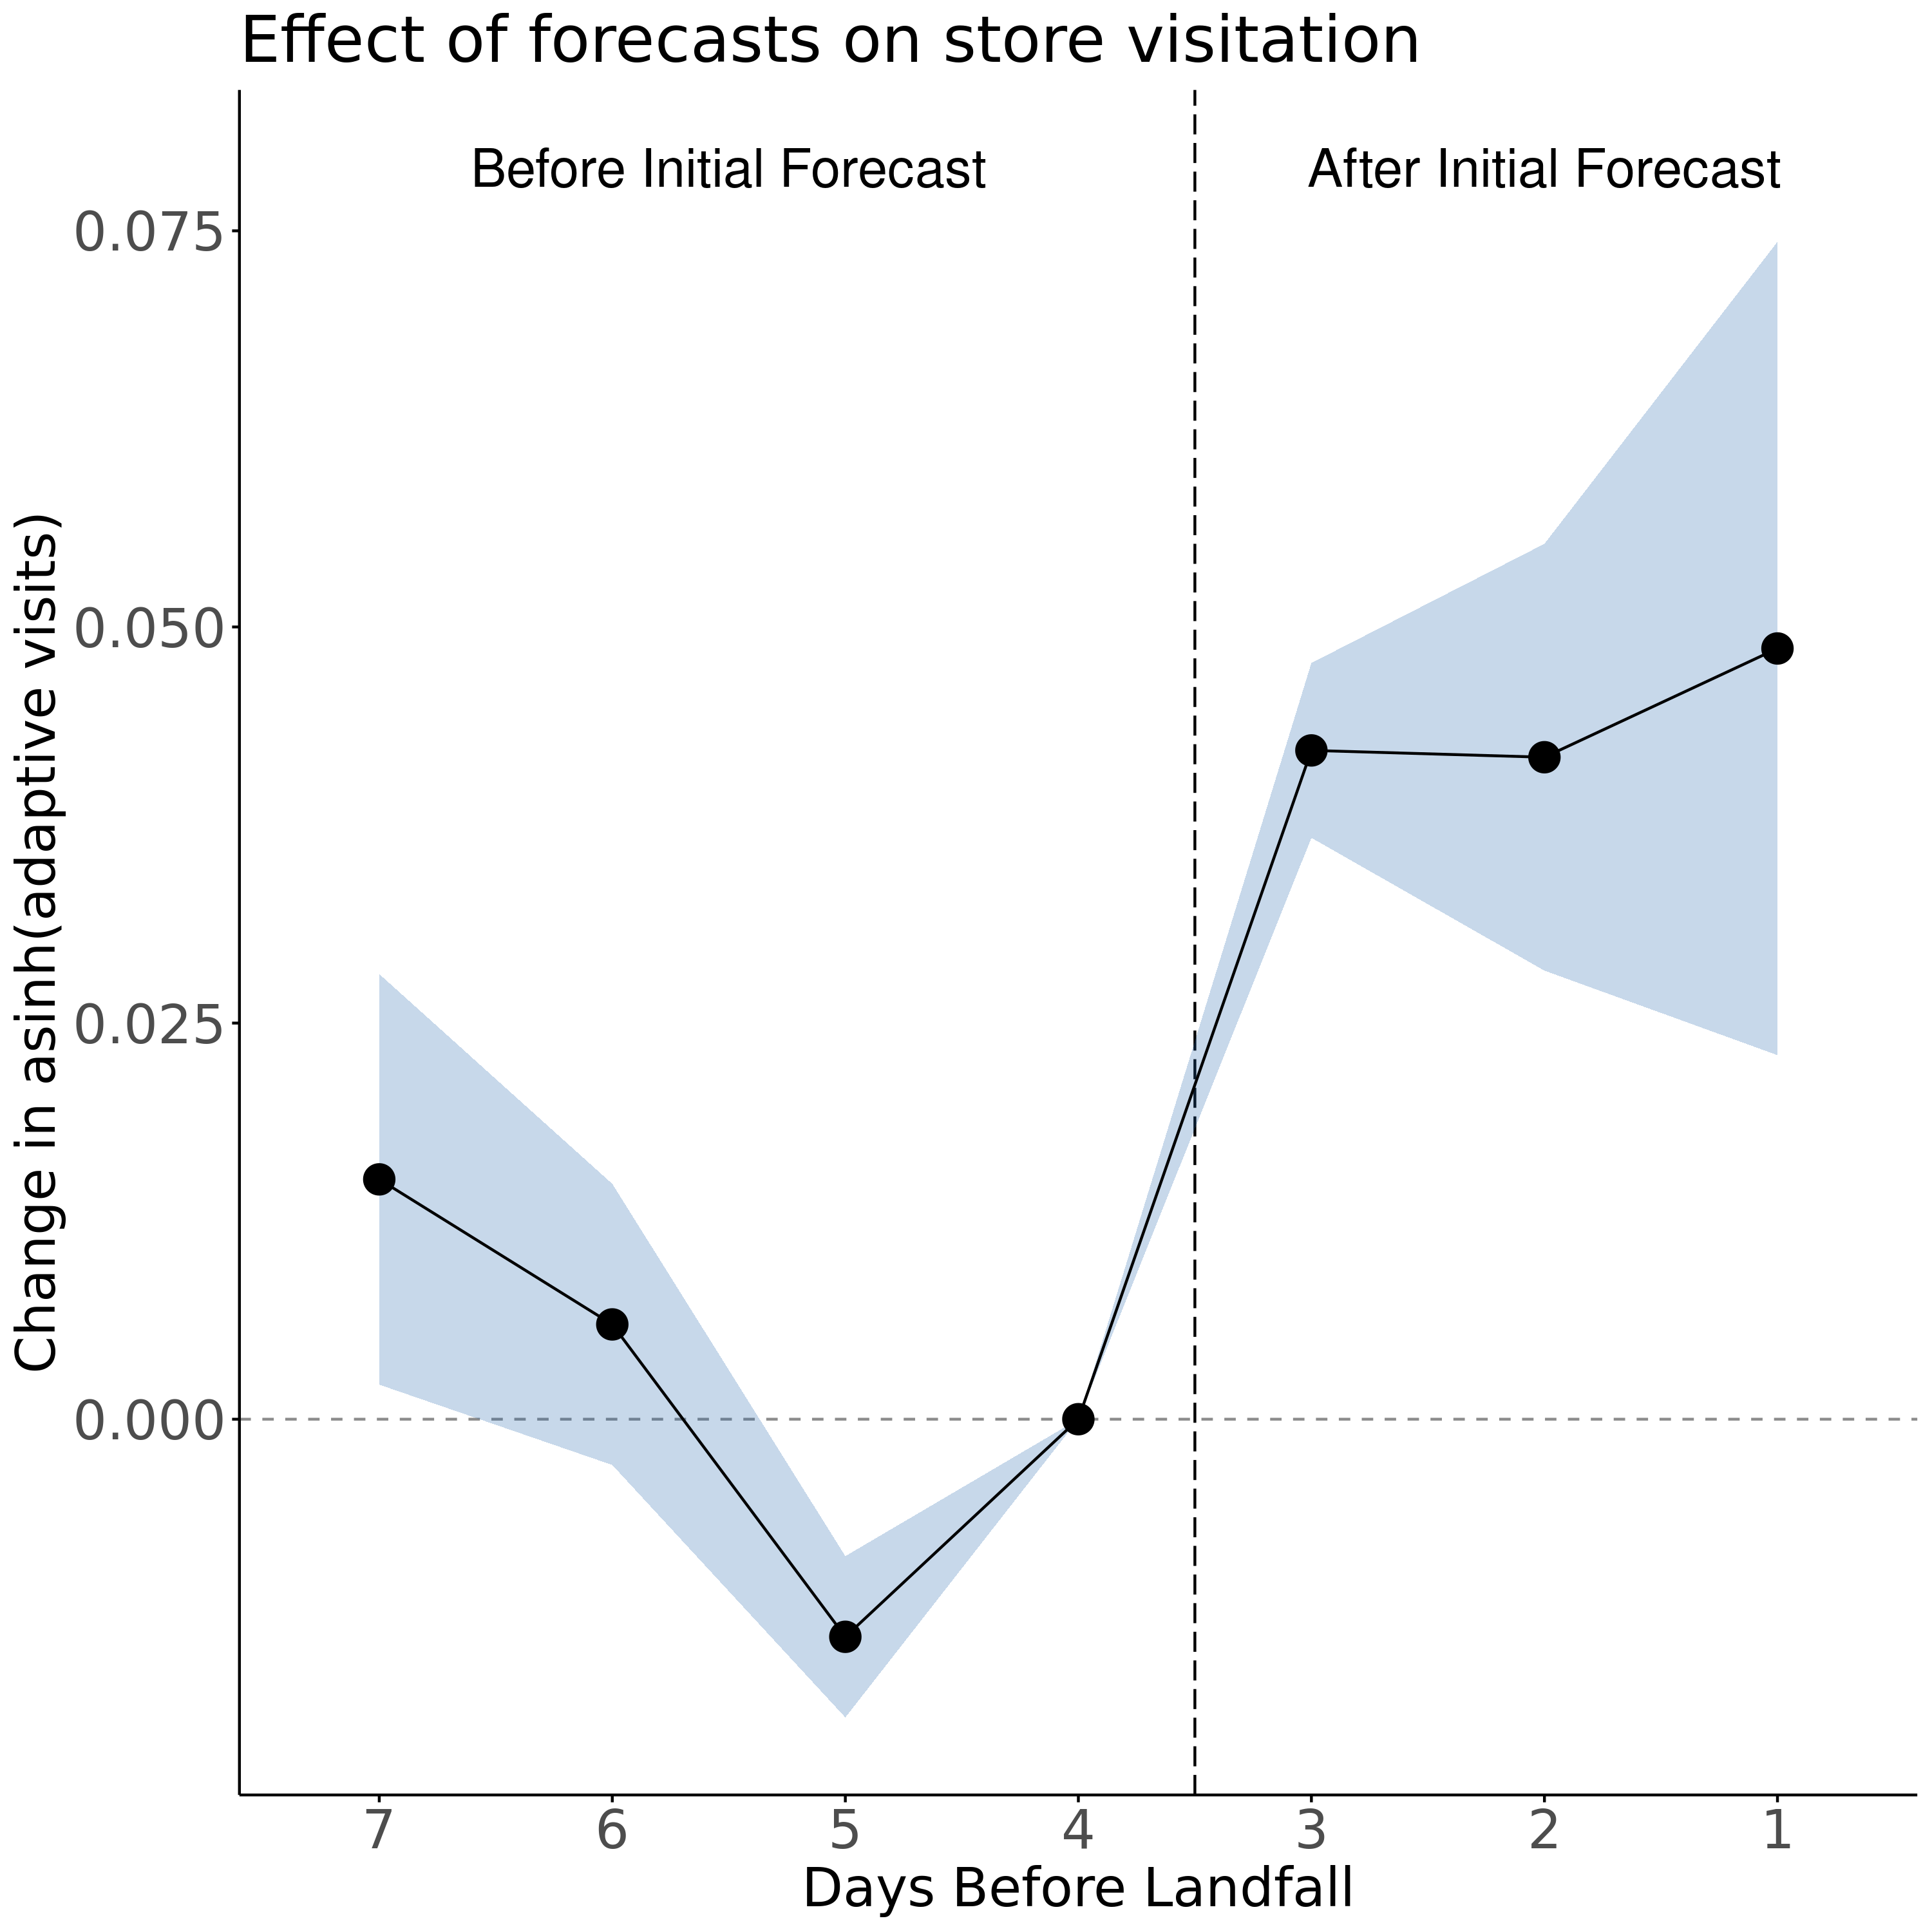 Effect of forecasts on store visitation
Before Initial Forecast
After Initial Forecast
Change in asinh(adaptive visits)
0.075
0.050
0.025
0.000
7 6 5 4 3 2 1
Days Before Landfall